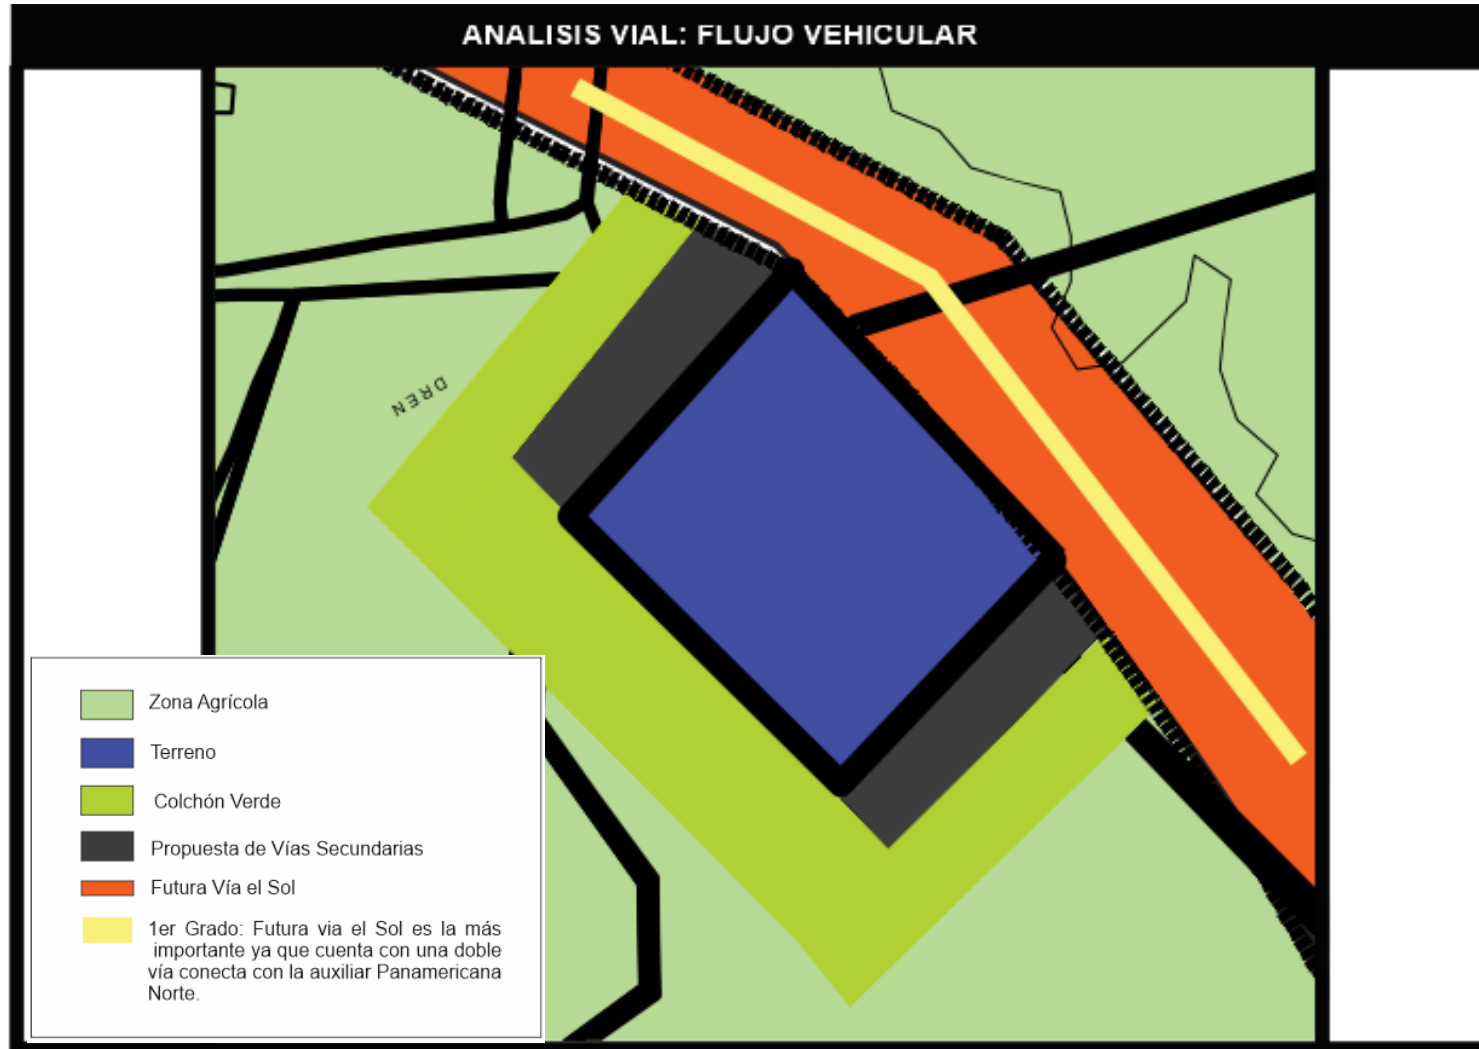 ANALISIS VIAL: FLUJO VEHICULAR
DREN
Zona Agrícola
Terreno
Colchón Verde
Propuesta de Vías Secundarias
Futura Vía el Sol
1er Grado: Futura via el Sol es la más
importante ya que cuenta con una doble
vía conecta con la auxiliar Panamericana
Norte.